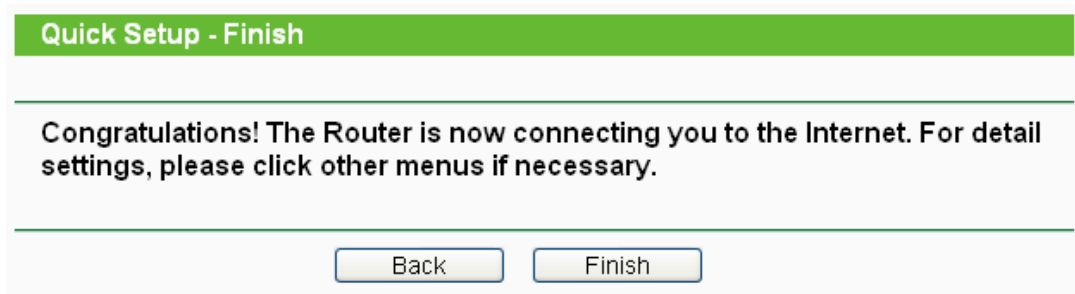 Quick Setup - Finish
Congratulations! The Router is now connecting you to the Internet. For detail
settings, please click other menus if necessary.
Back
Finish